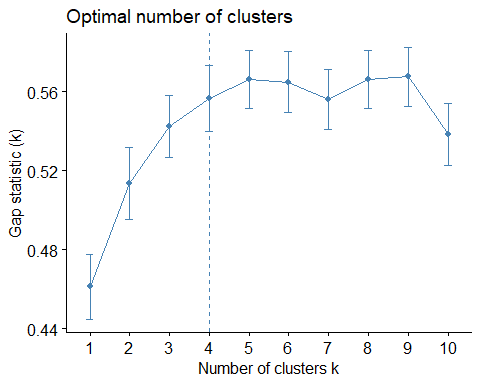 Optimal number of clusters
Gap statistic (k)
0.56
0.52
0.48
0.44
1 2 3 4 5 6 7 8 9 10
Number of clusters k